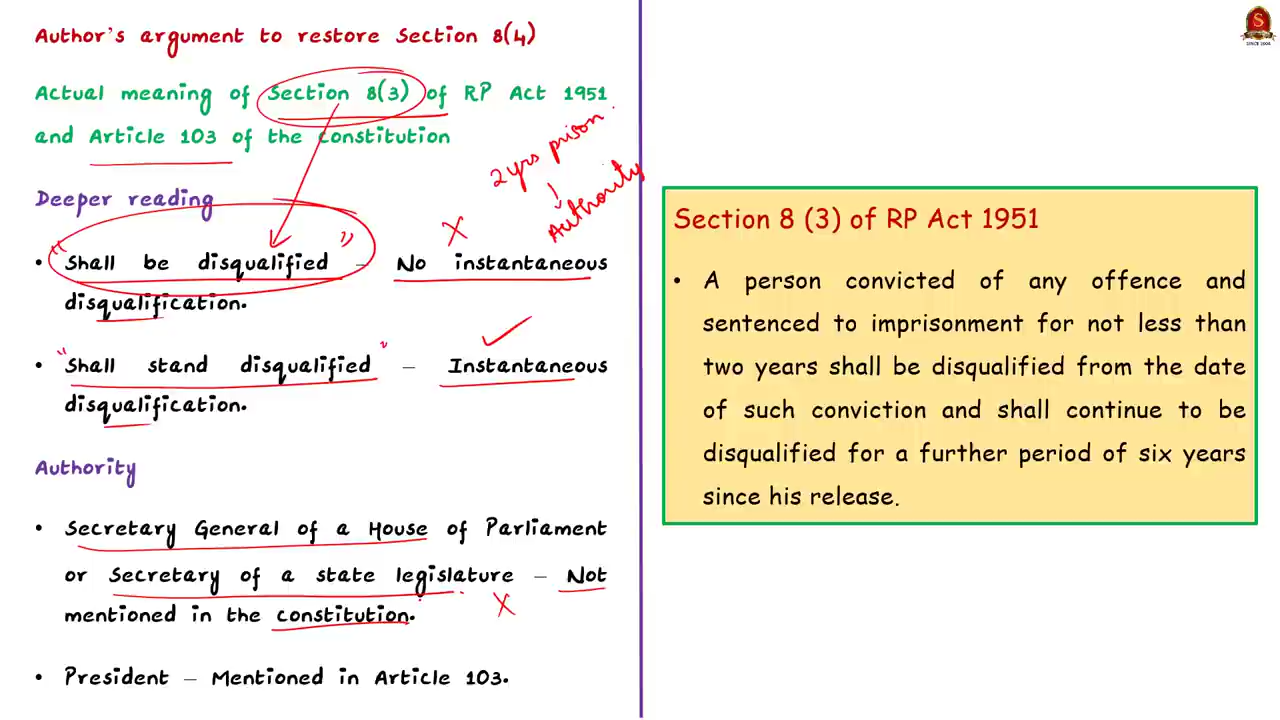 Author's argument to restore Section 8(4)
Actual meaning of Section 8(3) of RP Act 1951
and Article 103 of the constitution
2 yrs prison
Authority
Deeper reading
• "Shall be disqualified" – No instantaneous
disqualification.
• "Shall stand disqualified" – Instantaneous
disqualification.
Authority
• Secretary General of a House of Parliament
or Secretary of a state legislature – Not
mentioned in the constitution.
• President – Mentioned in Article 103.
S
SINCE 2004
Section 8 (3) of RP Act 1951
• A person convicted of any offence and
sentenced to imprisonment for not less than
two years shall be disqualified from the date
of such conviction and shall continue to be
disqualified for a further period of six years
since his release.